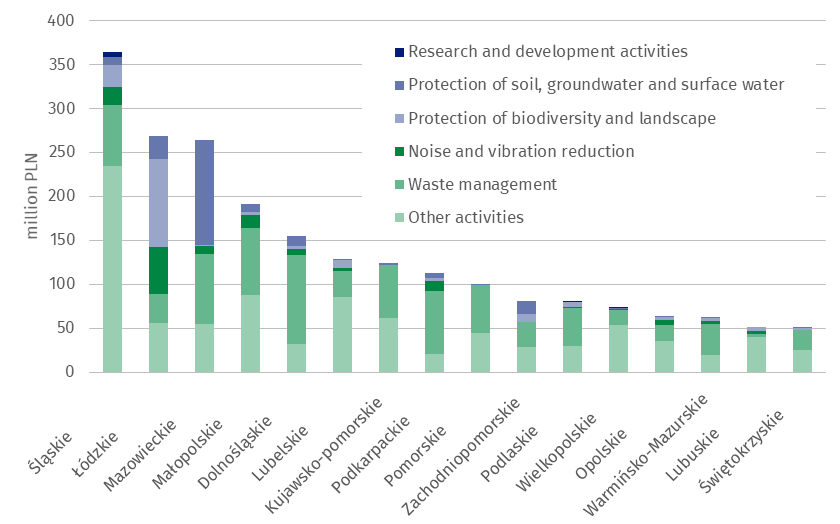 400
350
300
250
200
150
100
50
0
million PLN
Research and development activities
Protection of soil, groundwater and surface water
Protection of biodiversity and landscape
Noise and vibration reduction
Waste management
Other activities
Śląskie
Łódzkie
Mazowieckie
Małopolskie
Dolnośląskie
Lubelskie
Kujawsko-pomorskie
Podkarpackie
Pomorskie
Zachodniopomorskie
Podlaskie
Wielkopolskie
Opolskie
Warmińsko-Mazurskie
Lubuskie
Świętokrzyskie